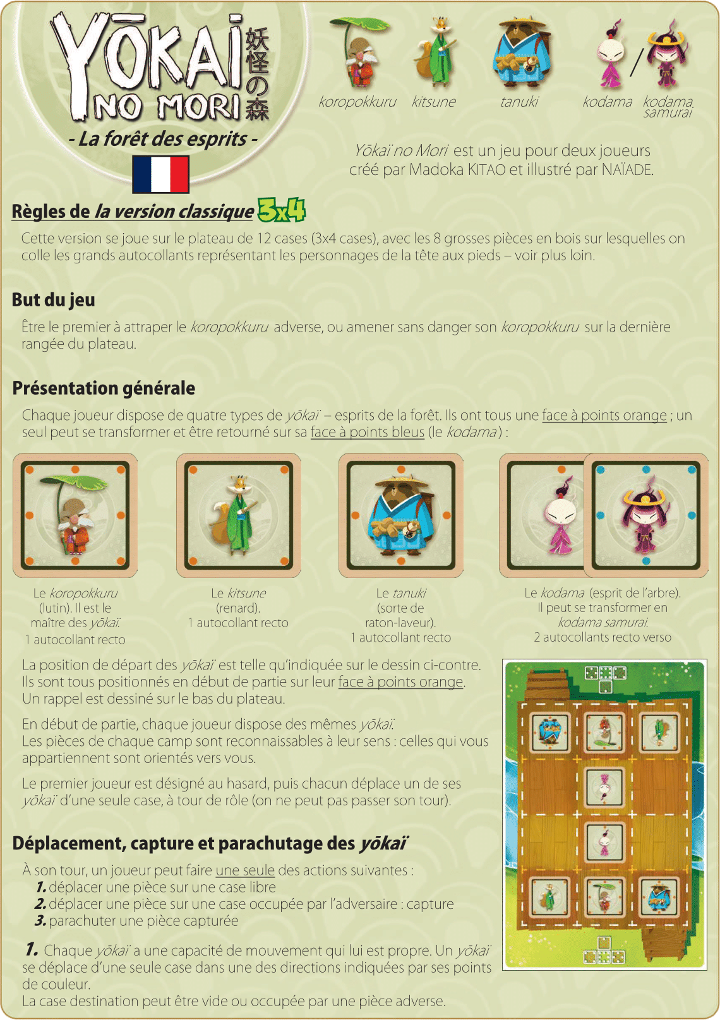 YŌKAÏ
NO MORI
妖怪の森
- La forêt des esprits -
koropokkuru kitsune tanuki kodama / kodama
samurai
Yōkaï no Mori est un jeu pour deux joueurs
créé par Madoka KITAO et illustré par NAÏADE.
Règles de la version classique 3x4
Cette version se joue sur le plateau de 12 cases (3x4 cases), avec les 8 grosses pièces en bois sur lesquelles on
colle les grands autocollants représentant les personnages de la tête aux pieds – voir plus loin.
But du jeu
Être le premier à attraper le koropokkuru adverse, ou amener sans danger son koropokkuru sur la dernière
rangée du plateau.
Présentation générale
Chaque joueur dispose de quatre types de yōkaï – esprits de la forêt. Ils ont tous une face à points orange ; un
seul peut se transformer et être retourné sur sa face à points bleus (le kodama) :
Le koropokkuru
(lutin). Il est le
maître des yōkaï.
1 autocollant recto
Le kitsune
(renard).
1 autocollant recto
Le tanuki
(sorte de
raton-laveur).
1 autocollant recto
Le kodama (esprit de l'arbre).
Il peut se transformer en
kodama samurai.
2 autocollants recto verso
La position de départ des yōkaï est telle qu'indiquée sur le dessin ci-contre.
Ils sont tous positionnés en début de partie sur leur face à points orange.
Un rappel est dessiné sur le bas du plateau.
En début de partie, chaque joueur dispose des mêmes yōkaï.
Les pièces de chaque camp sont reconnaissables à leur sens : celles qui vous
appartiennent sont orientés vers vous.
Le premier joueur est désigné au hasard, puis chacun déplace un de ses
yōkaï d'une seule case, à tour de rôle (on ne peut pas passer son tour).
Déplacement, capture et parachutage des yōkaï
À son tour, un joueur peut faire une seule des actions suivantes :
1. déplacer une pièce sur une case libre
2. déplacer une pièce sur une case occupée par l'adversaire : capture
3. parachuter une pièce capturée
1. Chaque yōkaï a une capacité de mouvement qui lui est propre. Un yōkaï
se déplace d'une seule case dans une des directions indiquées par ses points
de couleur.
La case destination peut être vide ou occupée par une pièce adverse.